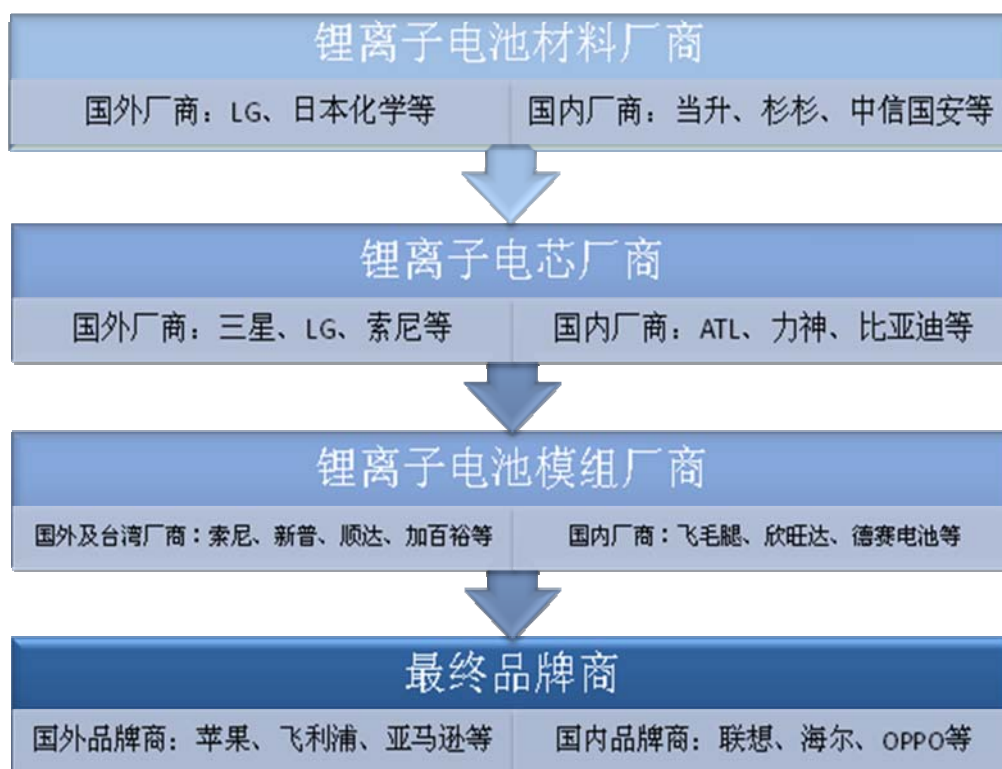 锂离子电池材料厂商
国外厂商：LG、日本化学等
国内厂商：当升、杉杉、中信国安等
锂离子电芯厂商
国外厂商：三星、LG、索尼等
国内厂商：ATL、力神、比亚迪等
锂离子电池模组厂商
国外及台湾厂商：索尼、新普、顺达、加百裕等
国内厂商：飞毛腿、欣旺达、德赛电池等
最终品牌商
国外品牌商：苹果、飞利浦、亚马逊等
国内品牌商：联想、海尔、OPPO等